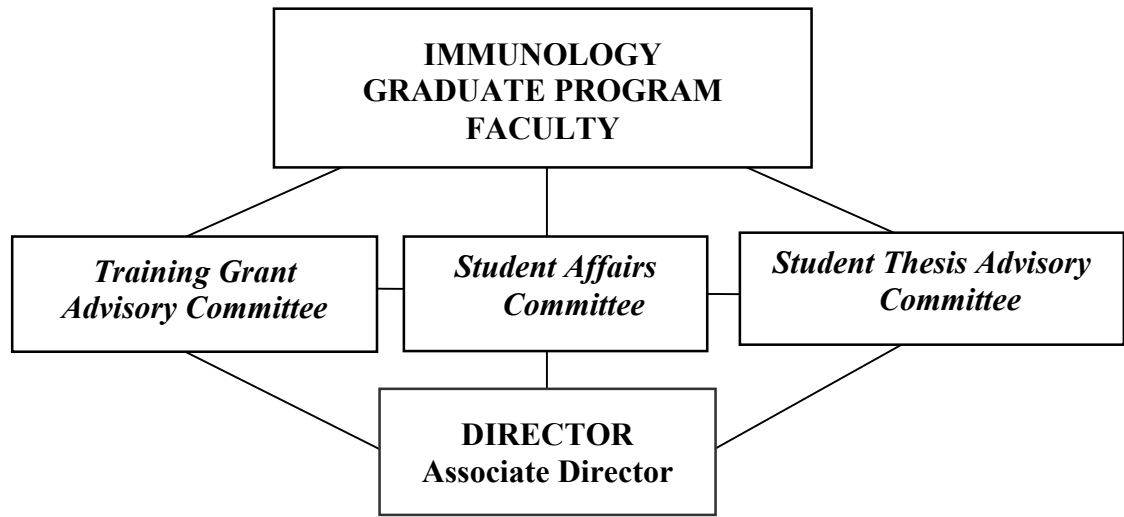 IMMUNOLOGY
GRADUATE PROGRAM
FACULTY
Training Grant
Advisory Committee
Student Affairs
Committee
Student Thesis Advisory
Committee
DIRECTOR
Associate Director